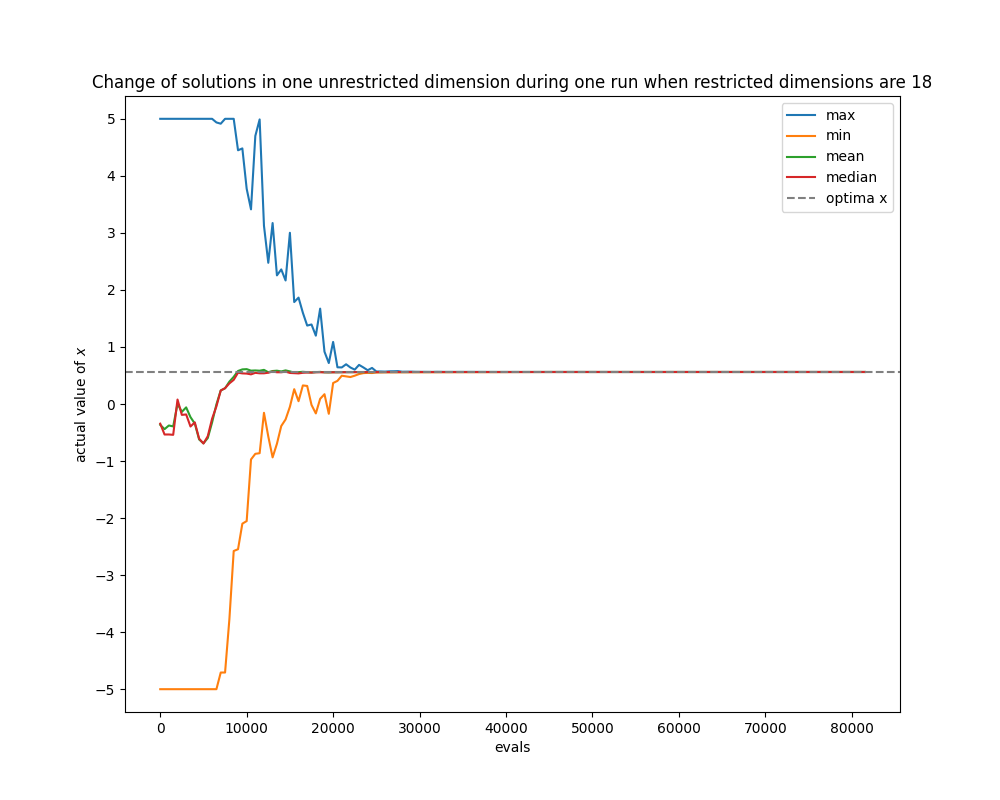 Change of solutions in one unrestricted dimension during one run when restricted dimensions are 18
max
min
mean
median
optima x
5
4
3
2
1
0
−1
−2
−3
−4
−5
actual value of x
0 10000 20000 30000 40000 50000 60000 70000 80000
evals